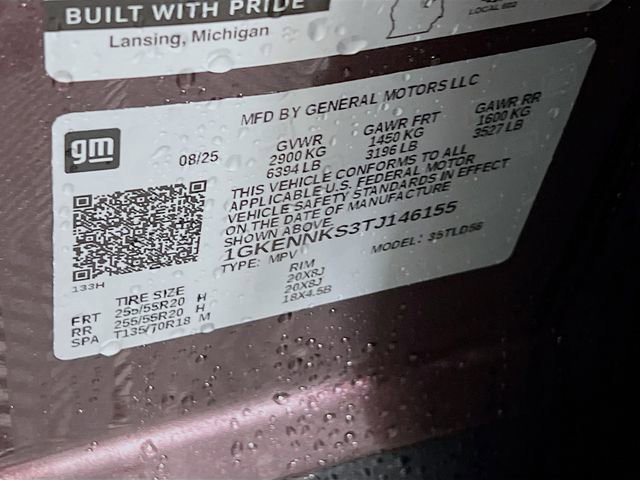 BUILT WITH PRIDE
Lansing, Michigan
LOCAL 602
MFD BY GENERAL MOTORS LLC
gm
08/25
GVWR GAWR FRT GAWR RR
2900 KG 1450 KG 1600 KG
6394 LB 3196 LB 3527 LB
THIS VEHICLE CONFORMS TO ALL
APPLICABLE U.S. FEDERAL MOTOR
VEHICLE SAFETY STANDARDS IN EFFECT
ON THE DATE OF MANUFACTURE
SHOWN ABOVE
1GKENNKS3TJ146155
TYPE: MPV MODEL: 3STLD56
133H
TIRE SIZE RIM
FRT 255/55R20 H 20X8J
RR 255/55R20 H 20X8J
SPA T135/70R18 M 18X4.5B